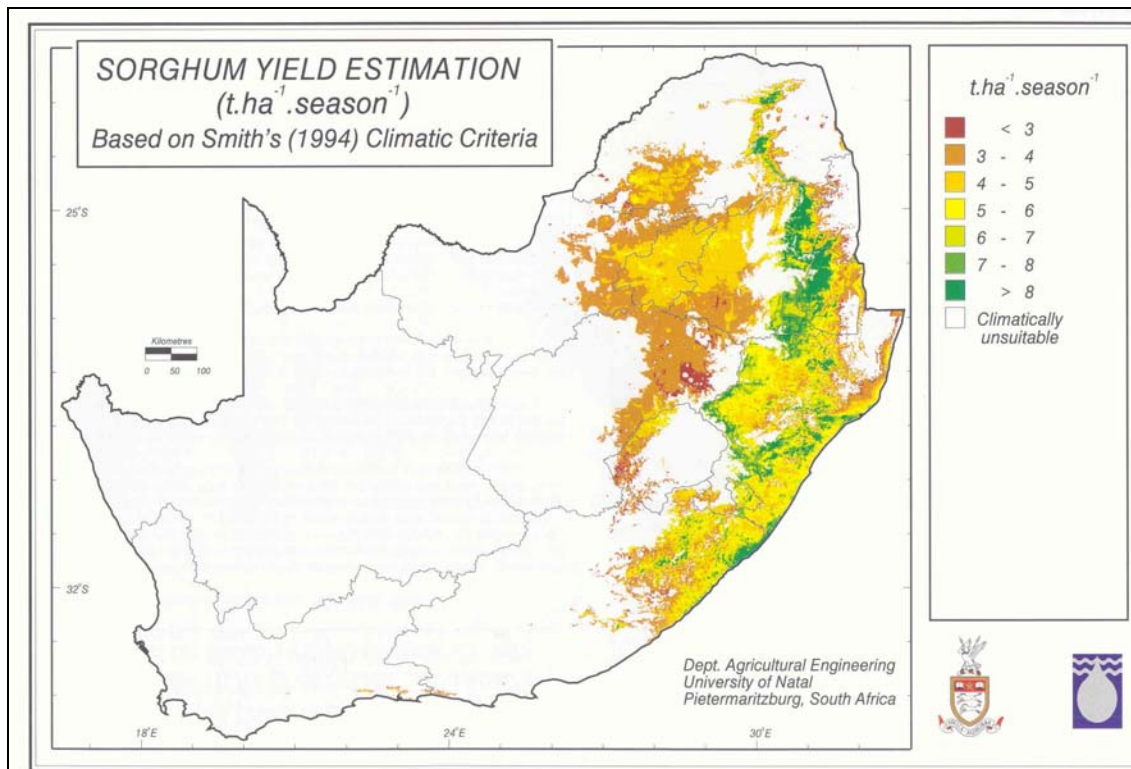 SORGHUM YIELD ESTIMATION
(t.ha⁻¹.season⁻¹)
Based on Smith's (1994) Climatic Criteria
t.ha⁻¹.season⁻¹
< 3
3 - 4
4 - 5
5 - 6
6 - 7
7 - 8
> 8
Climatically
unsuitable
25°S
Kilometres
0 50 100
32°S
Dept. Agricultural Engineering
University of Natal
Pietermaritzburg, South Africa
18°E 24°E 30°E